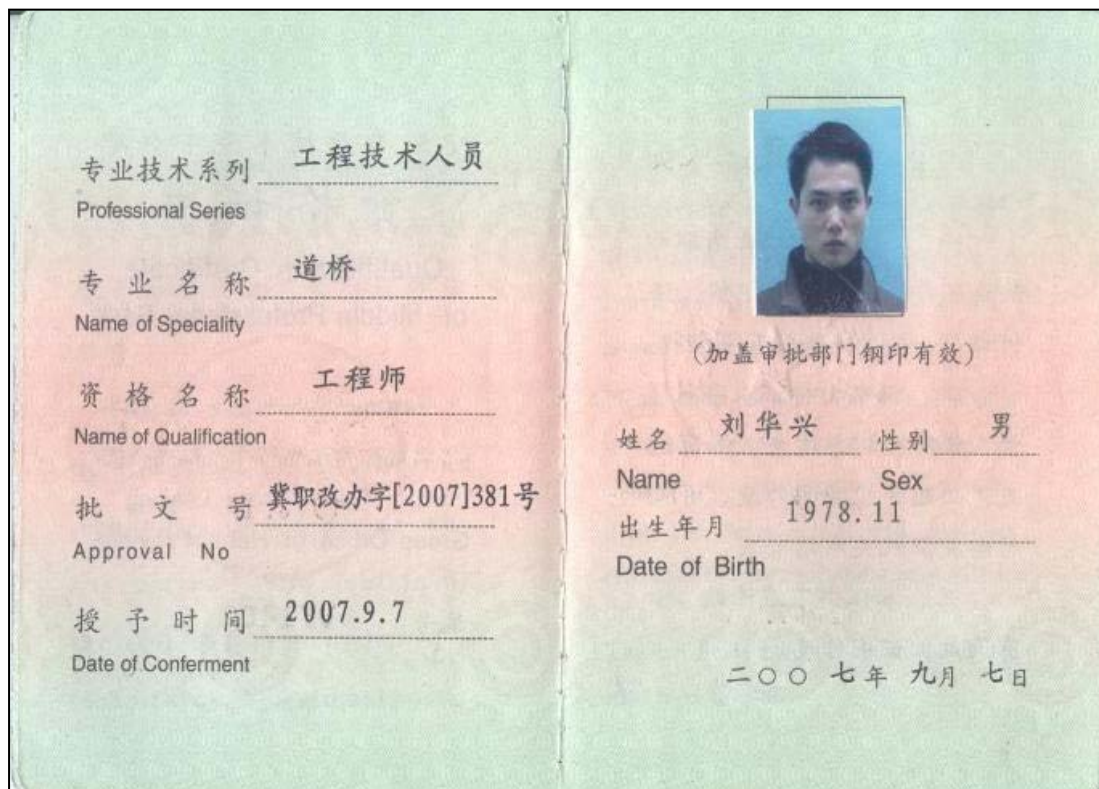 专业技术系列 工程技术人员
Professional Series
专业名称 道桥
Name of Speciality
资格名称 工程师
Name of Qualification
批文号 冀职改办字[2007]381号
Approval No
授予时间 2007.9.7
Date of Conferment
(加盖审批部门钢印有效)
姓名 刘华兴 性别 男
Name Sex
出生年月 1978.11
Date of Birth
二〇〇七年九月七日